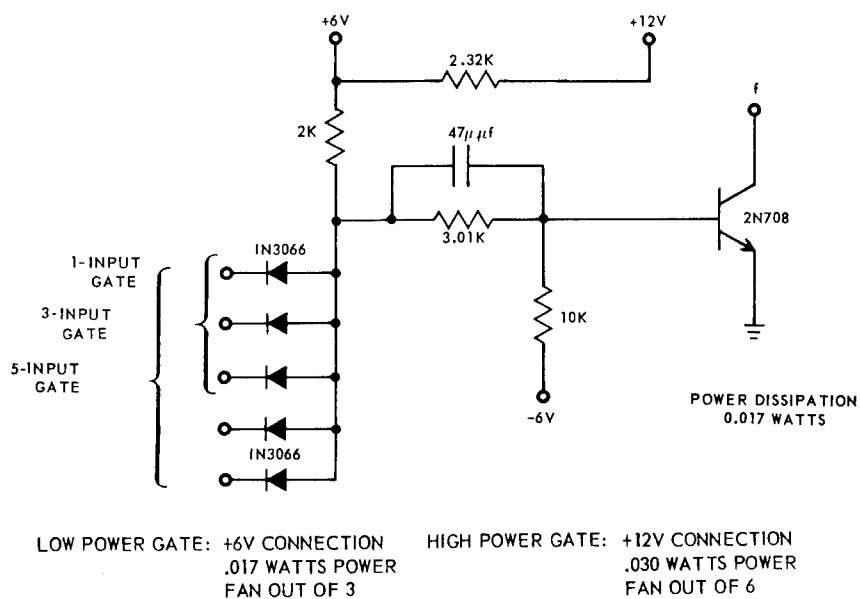 +6V
+12V
2.32K
2K
47μμf
f
3.01K
2N708
1-INPUT
GATE
IN3066
3-INPUT
GATE
10K
5-INPUT
GATE
-6V
POWER DISSIPATION
0.017 WATTS
IN3066
LOW POWER GATE: +6V CONNECTION
.017 WATTS POWER
FAN OUT OF 3
HIGH POWER GATE: +12V CONNECTION
.030 WATTS POWER
FAN OUT OF 6